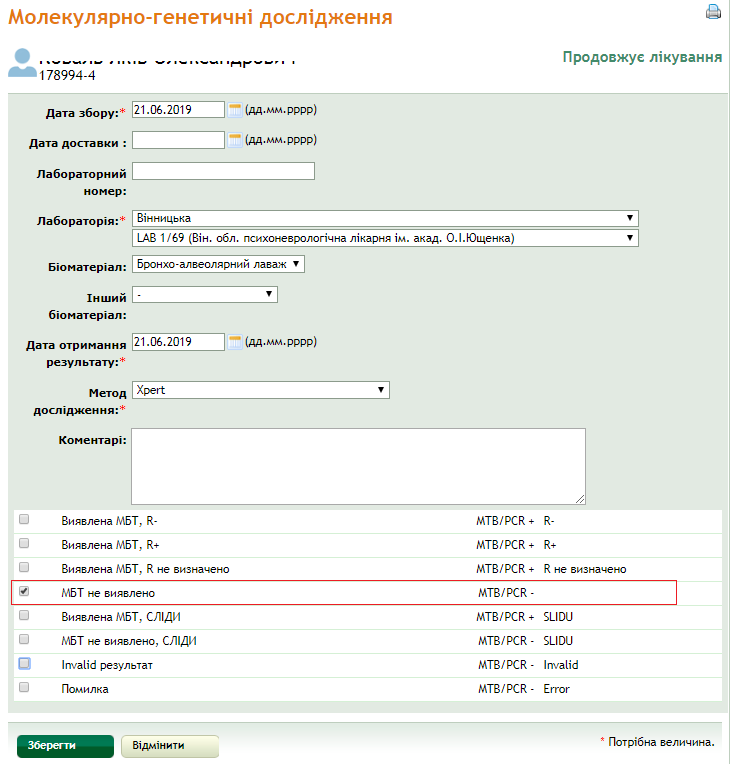 Молекулярно-генетичні дослідження
178994-4
Продовжує лікування
Дата збору:* 21.06.2019 (дд.мм.рррр)
Дата доставки : (дд.мм.рррр)
Лабораторний
номер:
Лабораторія:* Вінницька
LAB 1/69 (Він. обл. психоневрологічна лікарня ім. акад. О.І.Ющенка)
Біоматеріал: Бронхо-алвеолярний лаваж
Інший -
біоматеріал:
Дата отримання 21.06.2019 (дд.мм.рррр)
результату:*
Метод Xpert
дослідження:*
Коментарі:
Виявлена МБТ, R- MTB/PCR + R-
Виявлена МБТ, R+ MTB/PCR + R+
Виявлена МБТ, R не визначено MTB/PCR + R не визначено
МБТ не виявлено MTB/PCR -
Виявлена МБТ, СЛІДИ MTB/PCR + SLIDU
МБТ не виявлено, СЛІДИ MTB/PCR - SLIDU
Invalid результат MTB/PCR - Invalid
Помилка MTB/PCR - Error
Зберегти Відмінити * Потрібна величина.